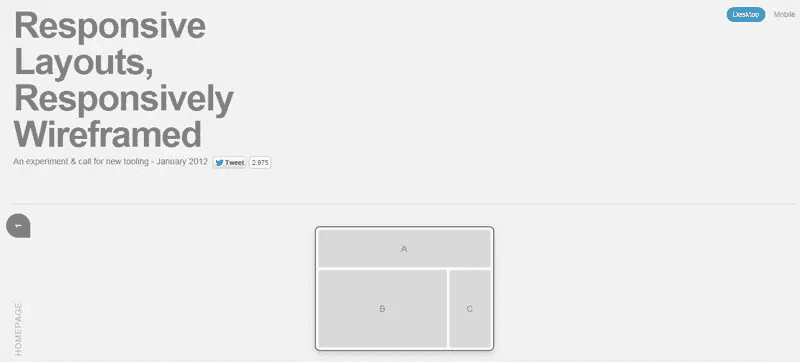 Responsive
Layouts,
Responsively
Wireframed
Desktop Mobile
An experiment & call for new tooling - January 2012 Tweet 2,975
1
A
B C
HOMEPAGE